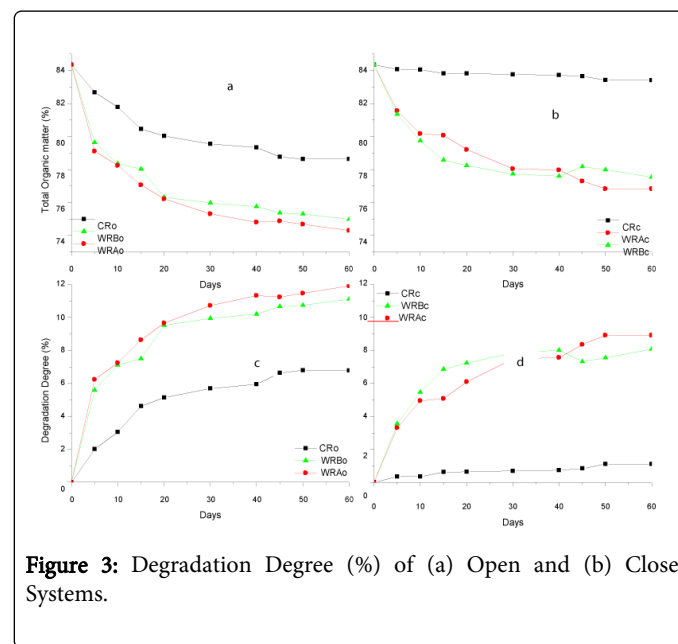 84
82
80
78
76
74
Total Organic matter (%)
a
CRo
WRBo
WRAo
0 10 20 30 40 50 60
Days
84
82
80
78
76
74
b
CRc
WRAc
WRBc
0 10 20 30 40 50 60
Days
12
10
8
6
4
2
0
Degradation Degree (%)
c
CRo
WRBo
WRAo
0 10 20 30 40 50 60
Days
12
10
8
6
4
2
0
CRc
WRBc
WRAc
d
0 10 20 30 40 50 60
Days
Figure 3: Degradation Degree (%) of (a) Open and (b) Close
Systems.